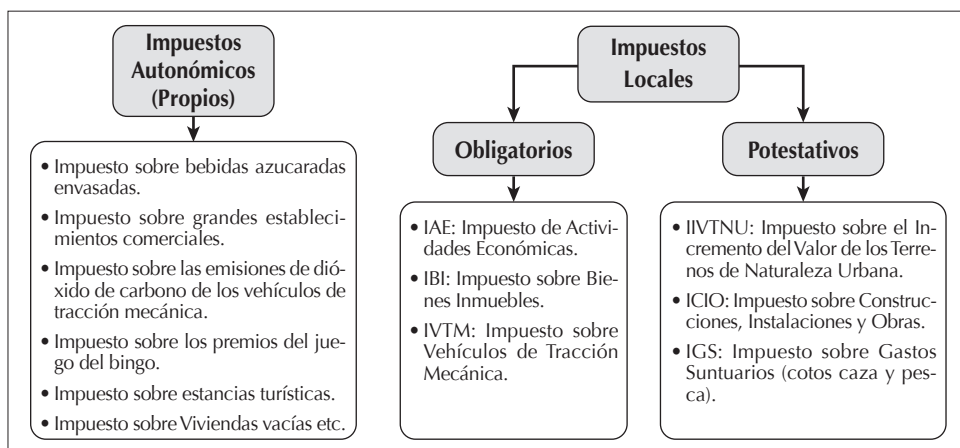 Impuestos
Autonómicos
(Propios)
• Impuesto sobre bebidas azucaradas
envasadas.
• Impuesto sobre grandes estableci-
mientos comerciales.
• Impuesto sobre las emisiones de dió-
xido de carbono de los vehículos de
tracción mecánica.
• Impuesto sobre los premios del jue-
go del bingo.
• Impuesto sobre estancias turísticas.
• Impuesto sobre Viviendas vacías etc.
Impuestos
Locales
Obligatorios
• IAE: Impuesto de Activi-
dades Económicas.
• IBI: Impuesto sobre Bie-
nes Inmuebles.
• IVTM: Impuesto sobre
Vehículos de Tracción
Mecánica.
Potestativos
• IIVTNU: Impuesto sobre el In-
cremento del Valor de los Terre-
nos de Naturaleza Urbana.
• ICIO: Impuesto sobre Construc-
ciones, Instalaciones y Obras.
• IGS: Impuesto sobre Gastos
Suntuarios (cotos caza y pes-
ca).